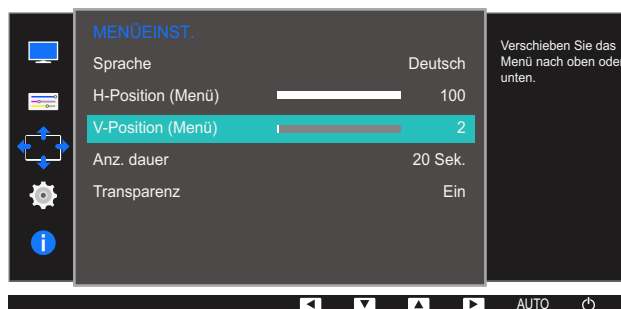 MENÜEINST.
Sprache Deutsch
H-Position (Menü) 100
V-Position (Menü) 2
Anz. dauer 20 Sek.
Transparenz Ein
Verschieben Sie das
Menü nach oben oder
unten.
AUTO